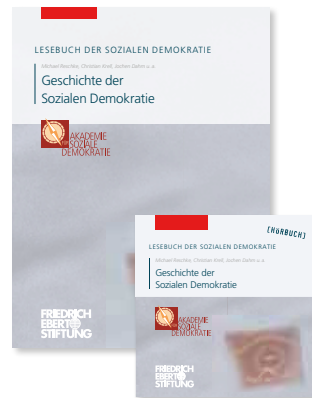 LESEBUCH DER SOZIALEN DEMOKRATIE
Michael Reschke, Christian Krell, Jochen Dahm u. a.
Geschichte der
Sozialen Demokratie
AKADEMIE
FÜR SOZIALE
DEMOKRATIE
FRIEDRICH
EBERT
STIFTUNG
[HÖRBUCH]
LESEBUCH DER SOZIALEN DEMOKRATIE
Michael Reschke, Christian Krell, Jochen Dahm u. a.
Geschichte der
Sozialen Demokratie
AKADEMIE
FÜR SOZIALE
DEMOKRATIE
FRIEDRICH
EBERT
STIFTUNG